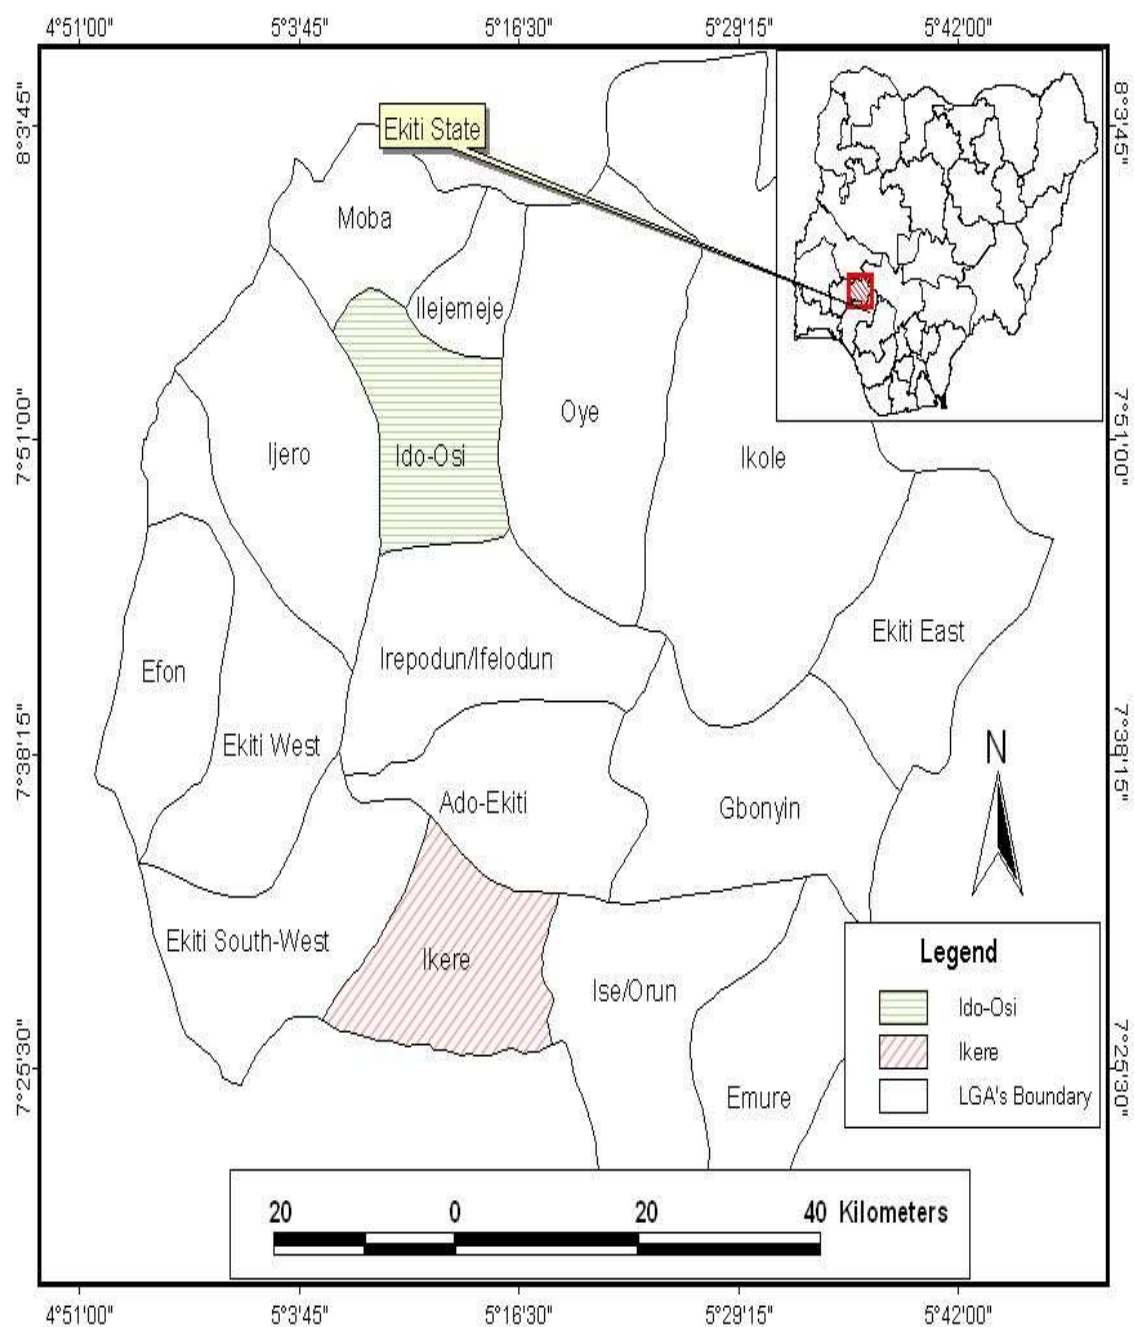 4°51'00" 5°3'45" 5°16'30" 5°29'15" 5°42'00"
8°3'45" 8°3'45"
Ekiti State
Moba
Ilejemeje
Oye
7°51'00" 7°51'00"
Ijero
Ido-Osi
Ikole
Ekiti East
Irepodun/Ifelodun
Efon
Ekiti West
7°38'15" 7°38'15"
N
Ado-Ekiti
Gbonyin
Ekiti South-West
Ikere
Ise/Orun
Emure
7°25'30" 7°25'30"
Legend
Ido-Osi
Ikere
LGA's Boundary
20 0 20 40 Kilometers
4°51'00" 5°3'45" 5°16'30" 5°29'15" 5°42'00"